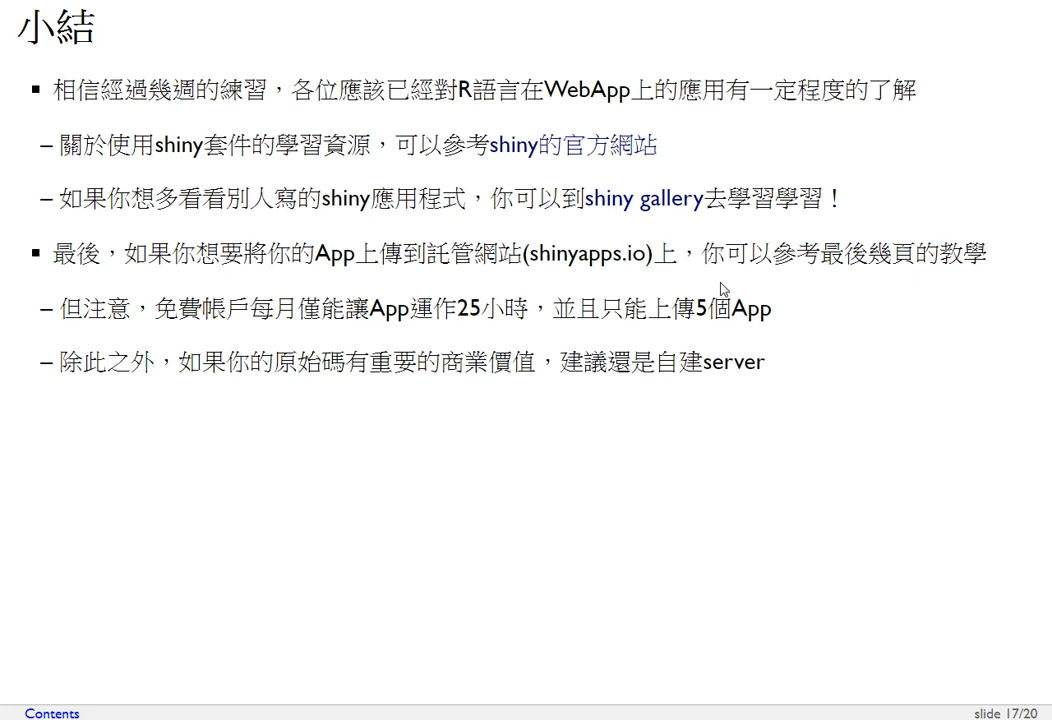 小結
▪ 相信經過幾週的練習，各位應該已經對R語言在WebApp上的應用有一定程度的了解
– 關於使用shiny套件的學習資源，可以參考shiny的官方網站
– 如果你想多看看別人寫的shiny應用程式，你可以到shiny gallery去學習學習！
▪ 最後，如果你想要將你的App上傳到託管網站(shinyapps.io)上，你可以參考最後幾頁的教學
– 但注意，免費帳戶每月僅能讓App運作25小時，並且只能上傳5個App
– 除此之外，如果你的原始碼有重要的商業價值，建議還是自建server
Contents
slide 17/20